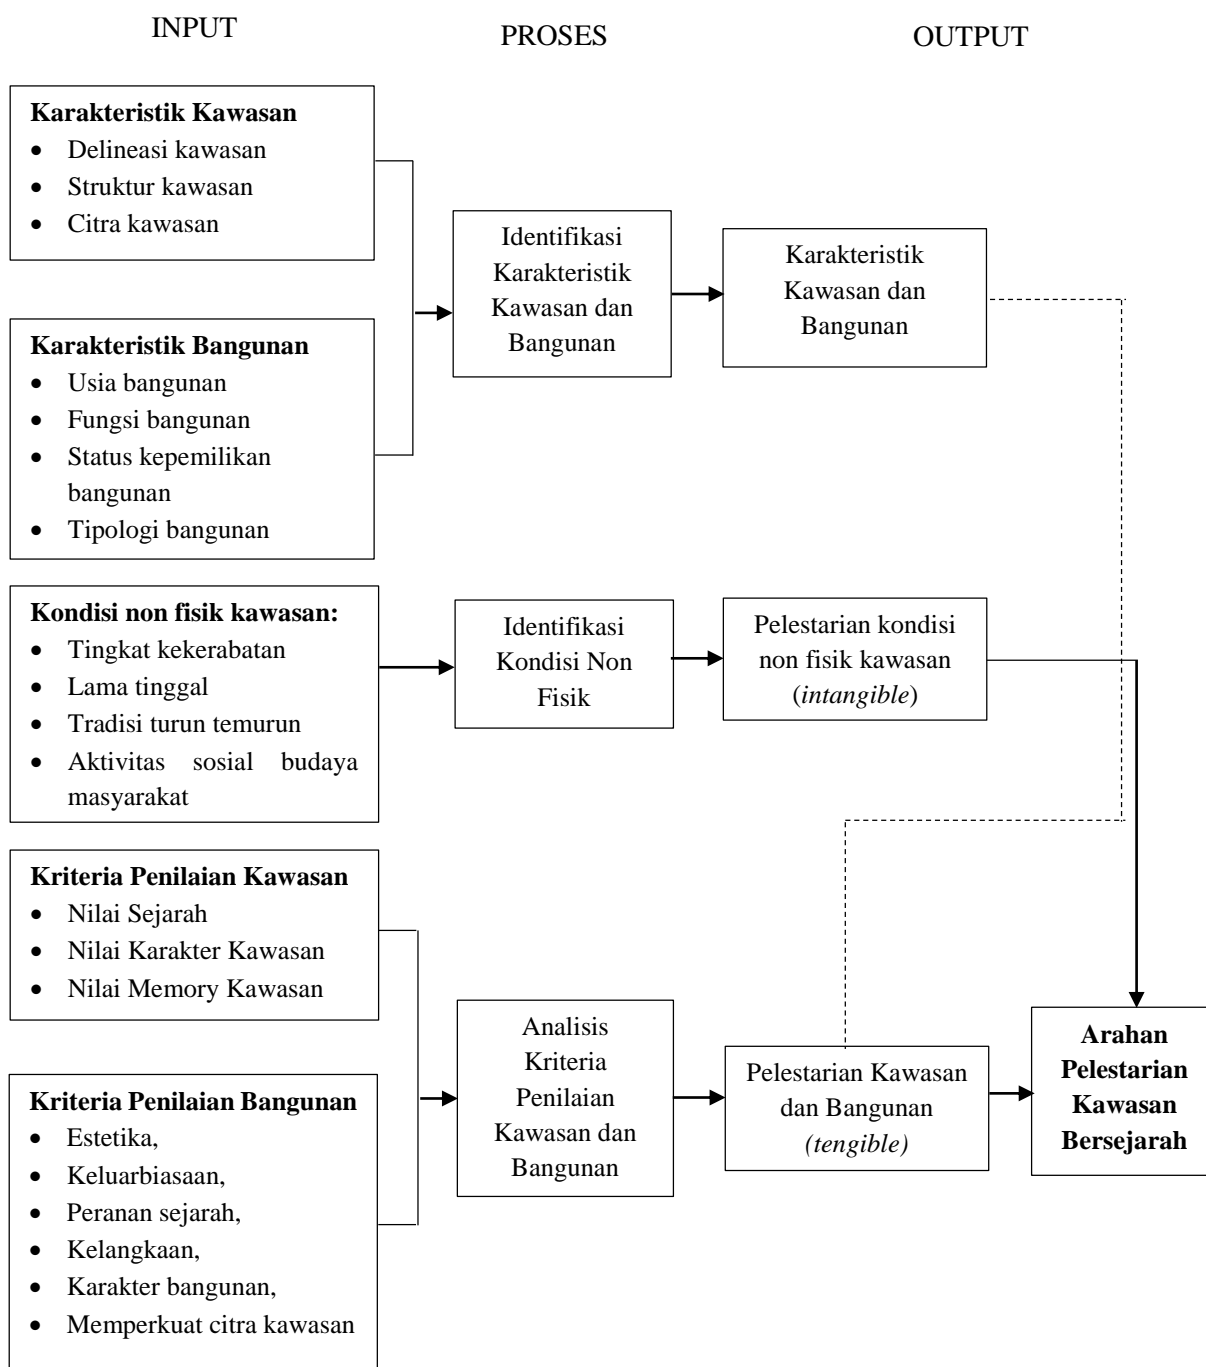 INPUT
PROSES
OUTPUT
Karakteristik Kawasan
• Delineasi kawasan
• Struktur kawasan
• Citra kawasan
Karakteristik Bangunan
• Usia bangunan
• Fungsi bangunan
• Status kepemilikan
bangunan
• Tipologi bangunan
Identifikasi
Karakteristik
Kawasan dan
Bangunan
Karakteristik
Kawasan dan
Bangunan
Kondisi non fisik kawasan:
• Tingkat kekerabatan
• Lama tinggal
• Tradisi turun temurun
• Aktivitas sosial budaya
masyarakat
Identifikasi
Kondisi Non
Fisik
Pelestarian kondisi
non fisik kawasan
(intangible)
Kriteria Penilaian Kawasan
• Nilai Sejarah
• Nilai Karakter Kawasan
• Nilai Memory Kawasan
Kriteria Penilaian Bangunan
• Estetika,
• Keluarbiasaan,
• Peranan sejarah,
• Kelangkaan,
• Karakter bangunan,
• Memperkuat citra kawasan
Analisis
Kriteria
Penilaian
Kawasan dan
Bangunan
Pelestarian Kawasan
dan Bangunan
(tengible)
Arahan
Pelestarian
Kawasan
Bersejarah